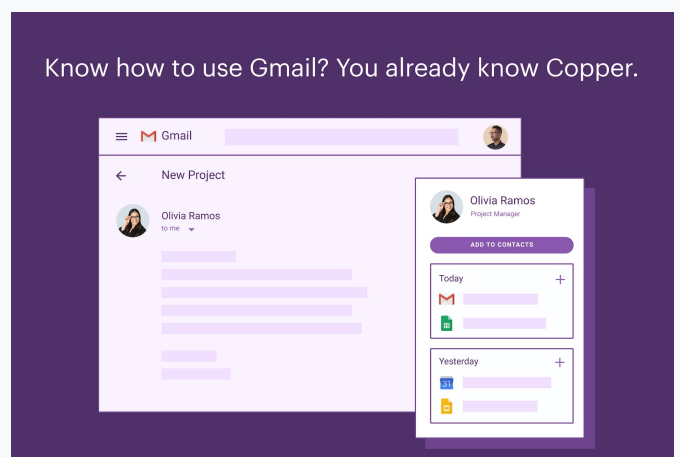 Know how to use Gmail? You already know Copper.
Gmail
New Project
Olivia Ramos
to me
Olivia Ramos
Project Manager
ADD TO CONTACTS
Today
Yesterday
31